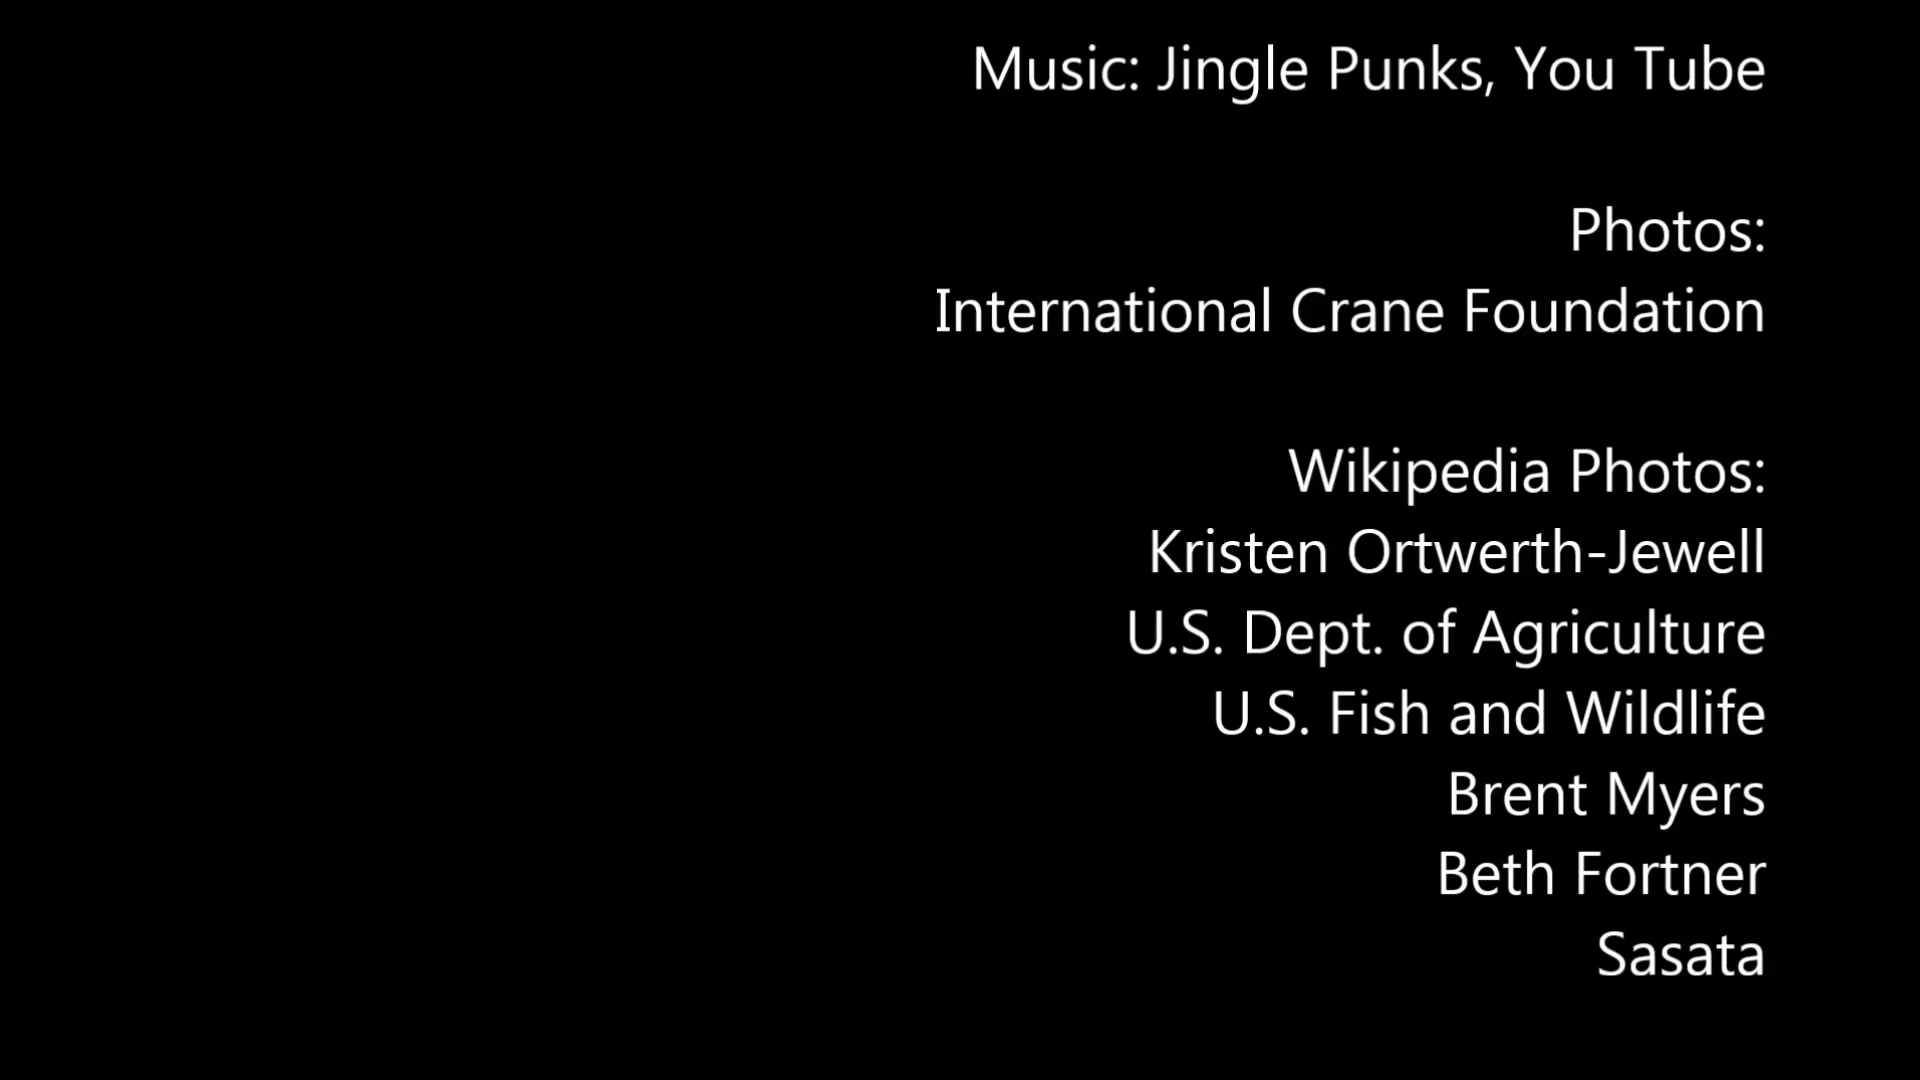 Music: Jingle Punks, You Tube
Photos:
International Crane Foundation
Wikipedia Photos:
Kristen Ortwerth-Jewell
U.S. Dept. of Agriculture
U.S. Fish and Wildlife
Brent Myers
Beth Fortner
Sasata